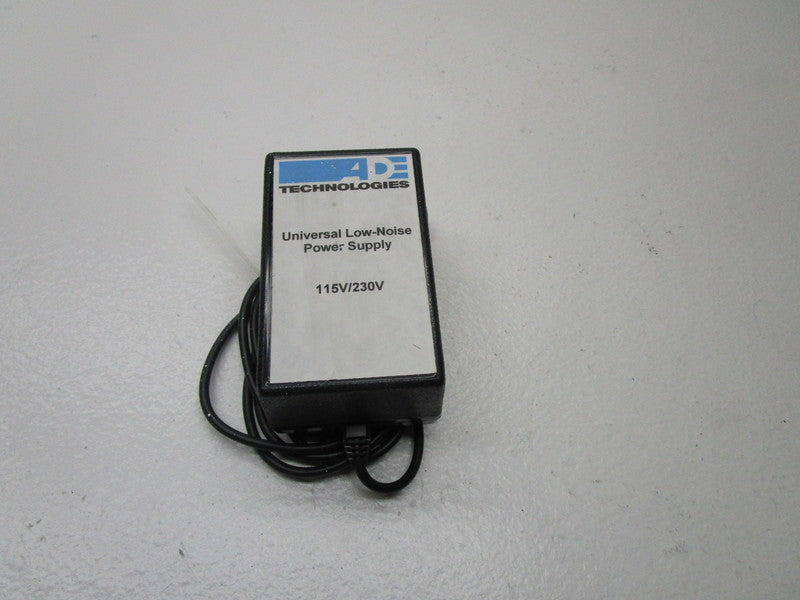 ADE
TECHNOLOGIES
Universal Low-Noise
Power Supply
115V/230V